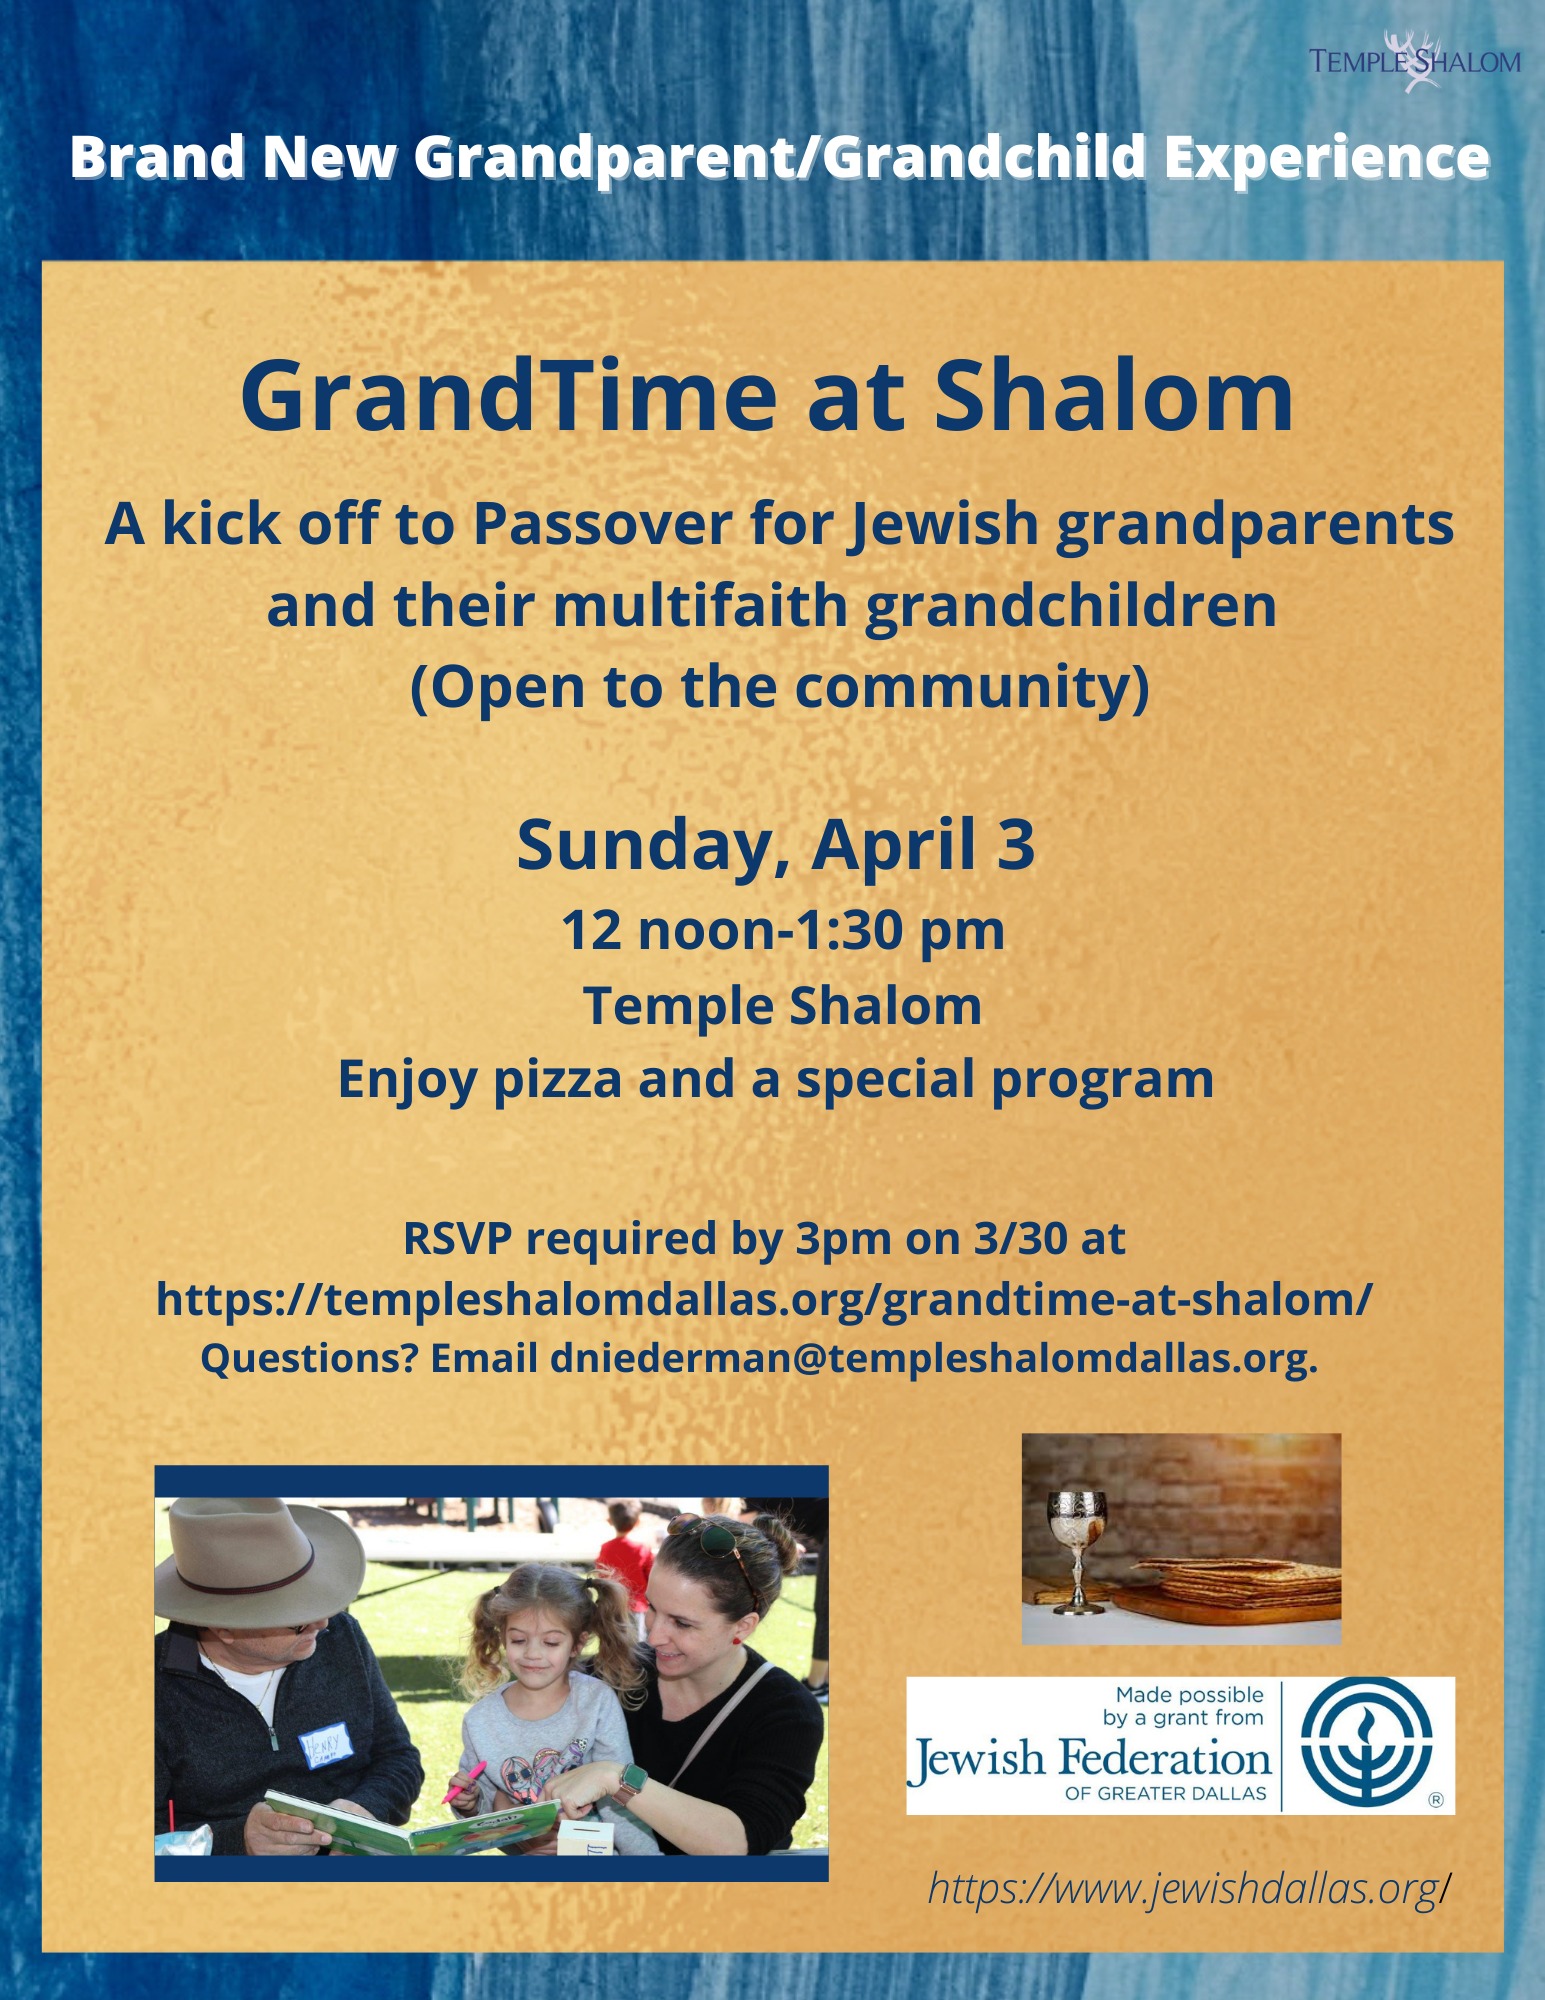 TEMPLE SHALOM
Brand New Grandparent/Grandchild Experience
GrandTime at Shalom
A kick off to Passover for Jewish grandparents
and their multifaith grandchildren
(Open to the community)
Sunday, April 3
12 noon-1:30 pm
Temple Shalom
Enjoy pizza and a special program
RSVP required by 3pm on 3/30 at
https://templeshalomdallas.org/grandtime-at-shalom/
Questions? Email dniederman@templeshalomdallas.org.
HENRY
Made possible
by a grant from
Jewish Federation
OF GREATER DALLAS
®
https://www.jewishdallas.org/